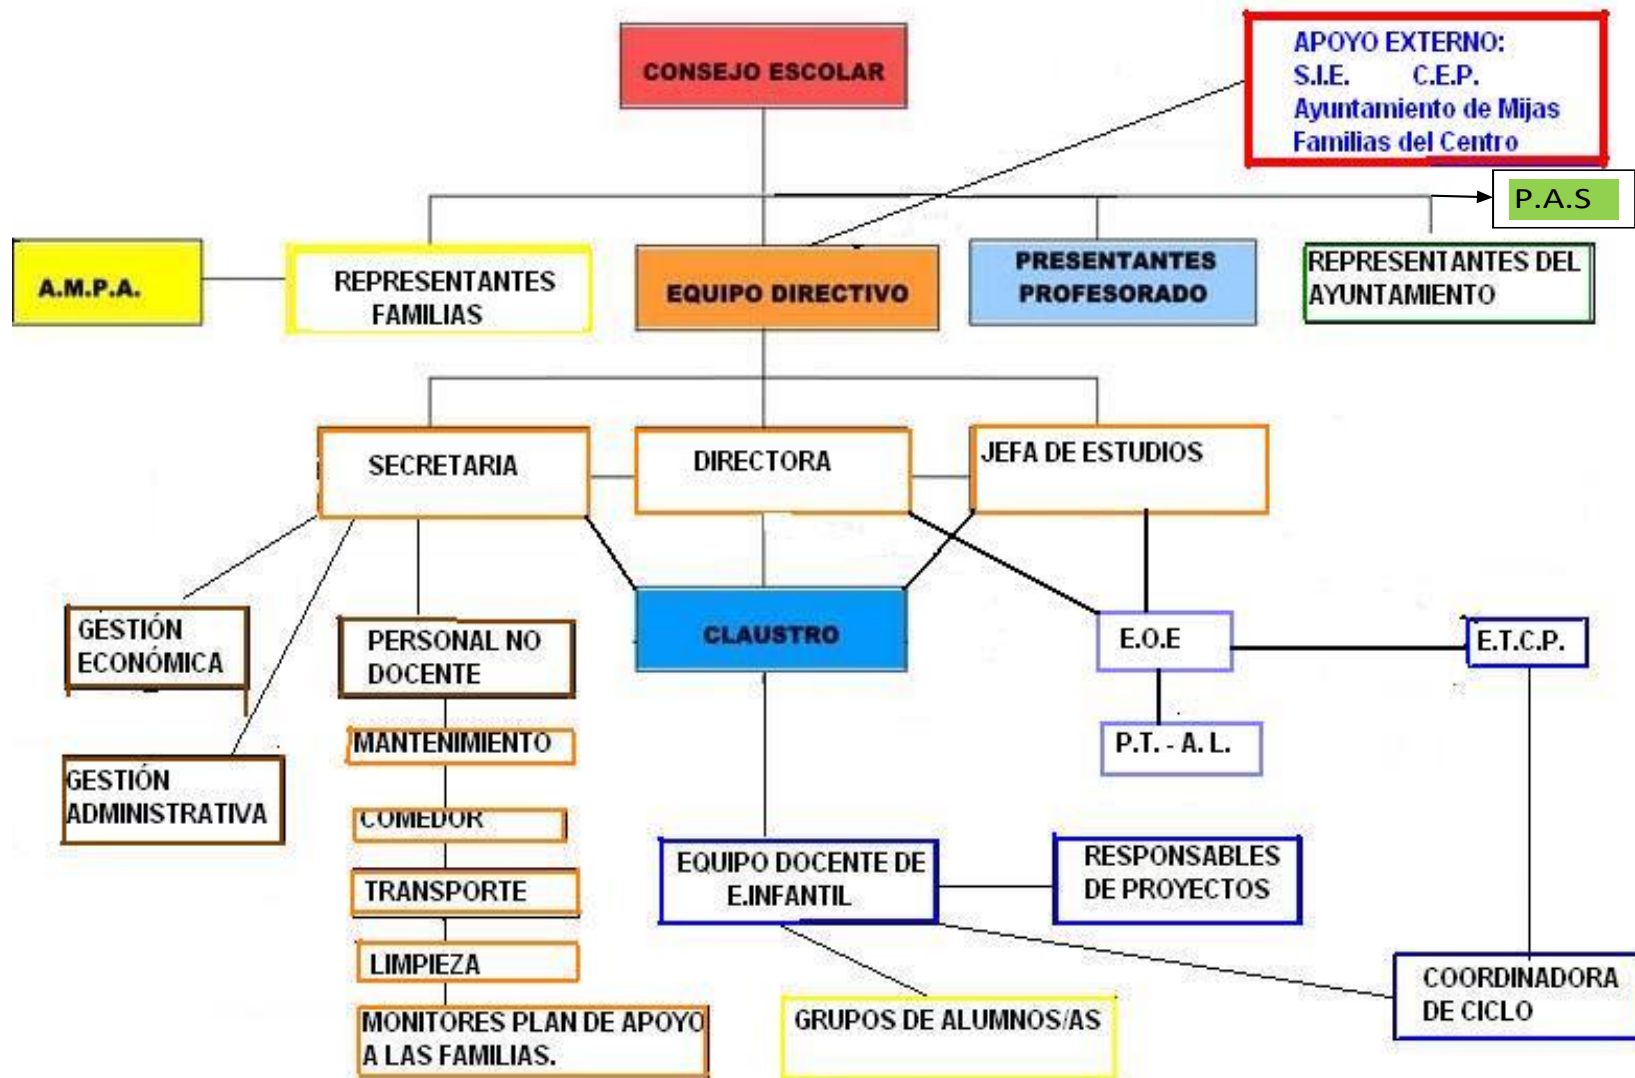 CONSEJO ESCOLAR
APOYO EXTERNO:
S.I.E. C.E.P.
Ayuntamiento de Mijas
Familias del Centro
P.A.S
A.M.P.A.
REPRESENTANTES
FAMILIAS
EQUIPO DIRECTIVO
PRESENTANTES
PROFESORADO
REPRESENTANTES DEL
AYUNTAMIENTO
SECRETARIA
DIRECTORA
JEFA DE ESTUDIOS
GESTIÓN
ECONÓMICA
PERSONAL NO
DOCENTE
CLAUSTRO
E.O.E
E.T.C.P.
MANTENIMIENTO
P.T. - A. L.
GESTIÓN
ADMINISTRATIVA
COMEDOR
TRANSPORTE
LIMPIEZA
MONITORES PLAN DE APOYO
A LAS FAMILIAS.
EQUIPO DOCENTE DE
E.INFANTIL
RESPONSABLES
DE PROYECTOS
GRUPOS DE ALUMNOS/AS
COORDINADORA
DE CICLO